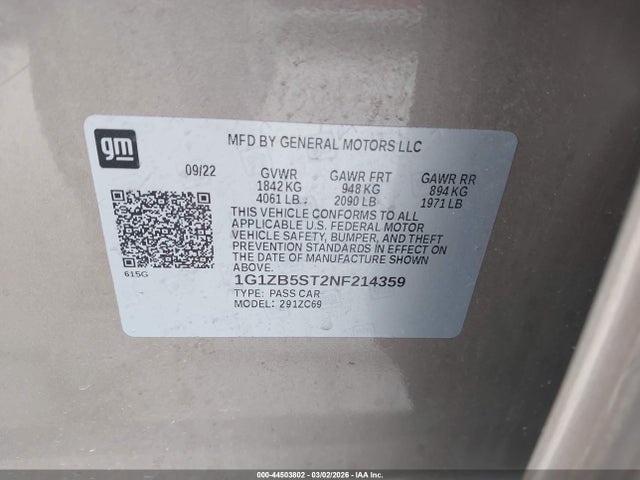 gm
MFD BY GENERAL MOTORS LLC
09/22 GVWR GAWR FRT GAWR RR
1842 KG 948 KG 894 KG
4061 LB 2090 LB 1971 LB
THIS VEHICLE CONFORMS TO ALL
APPLICABLE U.S. FEDERAL MOTOR
VEHICLE SAFETY, BUMPER, AND THEFT
PREVENTION STANDARDS IN EFFECT
ON THE DATE OF MANUFACTURE SHOWN
ABOVE.
615G
1G1ZB5ST2NF214359
TYPE: PASS CAR
MODEL: 291ZC69
000-44503802 - 03/02/2026 - IAA Inc.